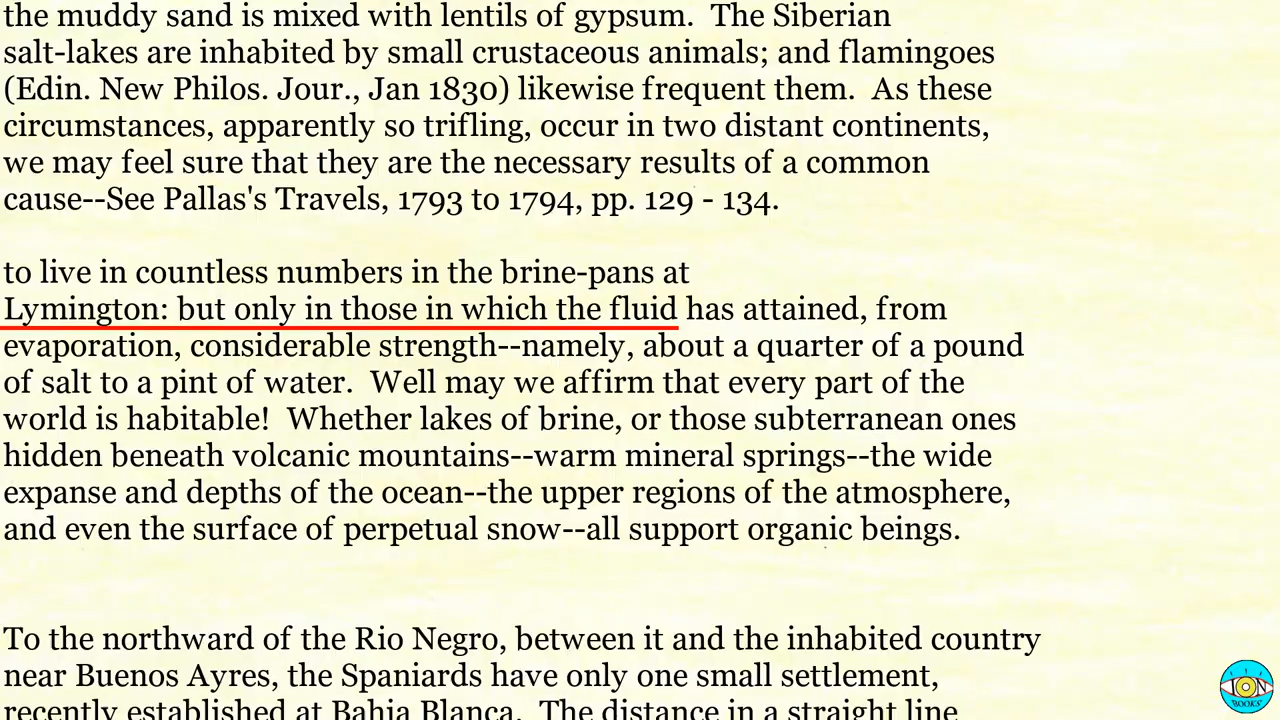 the muddy sand is mixed with lentils of gypsum.  The Siberian
salt-lakes are inhabited by small crustaceous animals; and flamingoes
(Edin. New Philos. Jour., Jan 1830) likewise frequent them.  As these
circumstances, apparently so trifling, occur in two distant continents,
we may feel sure that they are the necessary results of a common
cause--See Pallas's Travels, 1793 to 1794, pp. 129 - 134.
to live in countless numbers in the brine-pans at
Lymington: but only in those in which the fluid has attained, from
evaporation, considerable strength--namely, about a quarter of a pound
of salt to a pint of water.  Well may we affirm that every part of the
world is habitable!  Whether lakes of brine, or those subterranean ones
hidden beneath volcanic mountains--warm mineral springs--the wide
expanse and depths of the ocean--the upper regions of the atmosphere,
and even the surface of perpetual snow--all support organic beings.
To the northward of the Rio Negro, between it and the inhabited country
near Buenos Ayres, the Spaniards have only one small settlement,
recently established at Bahia Blanca.  The distance in a straight line
ION
BOOKS